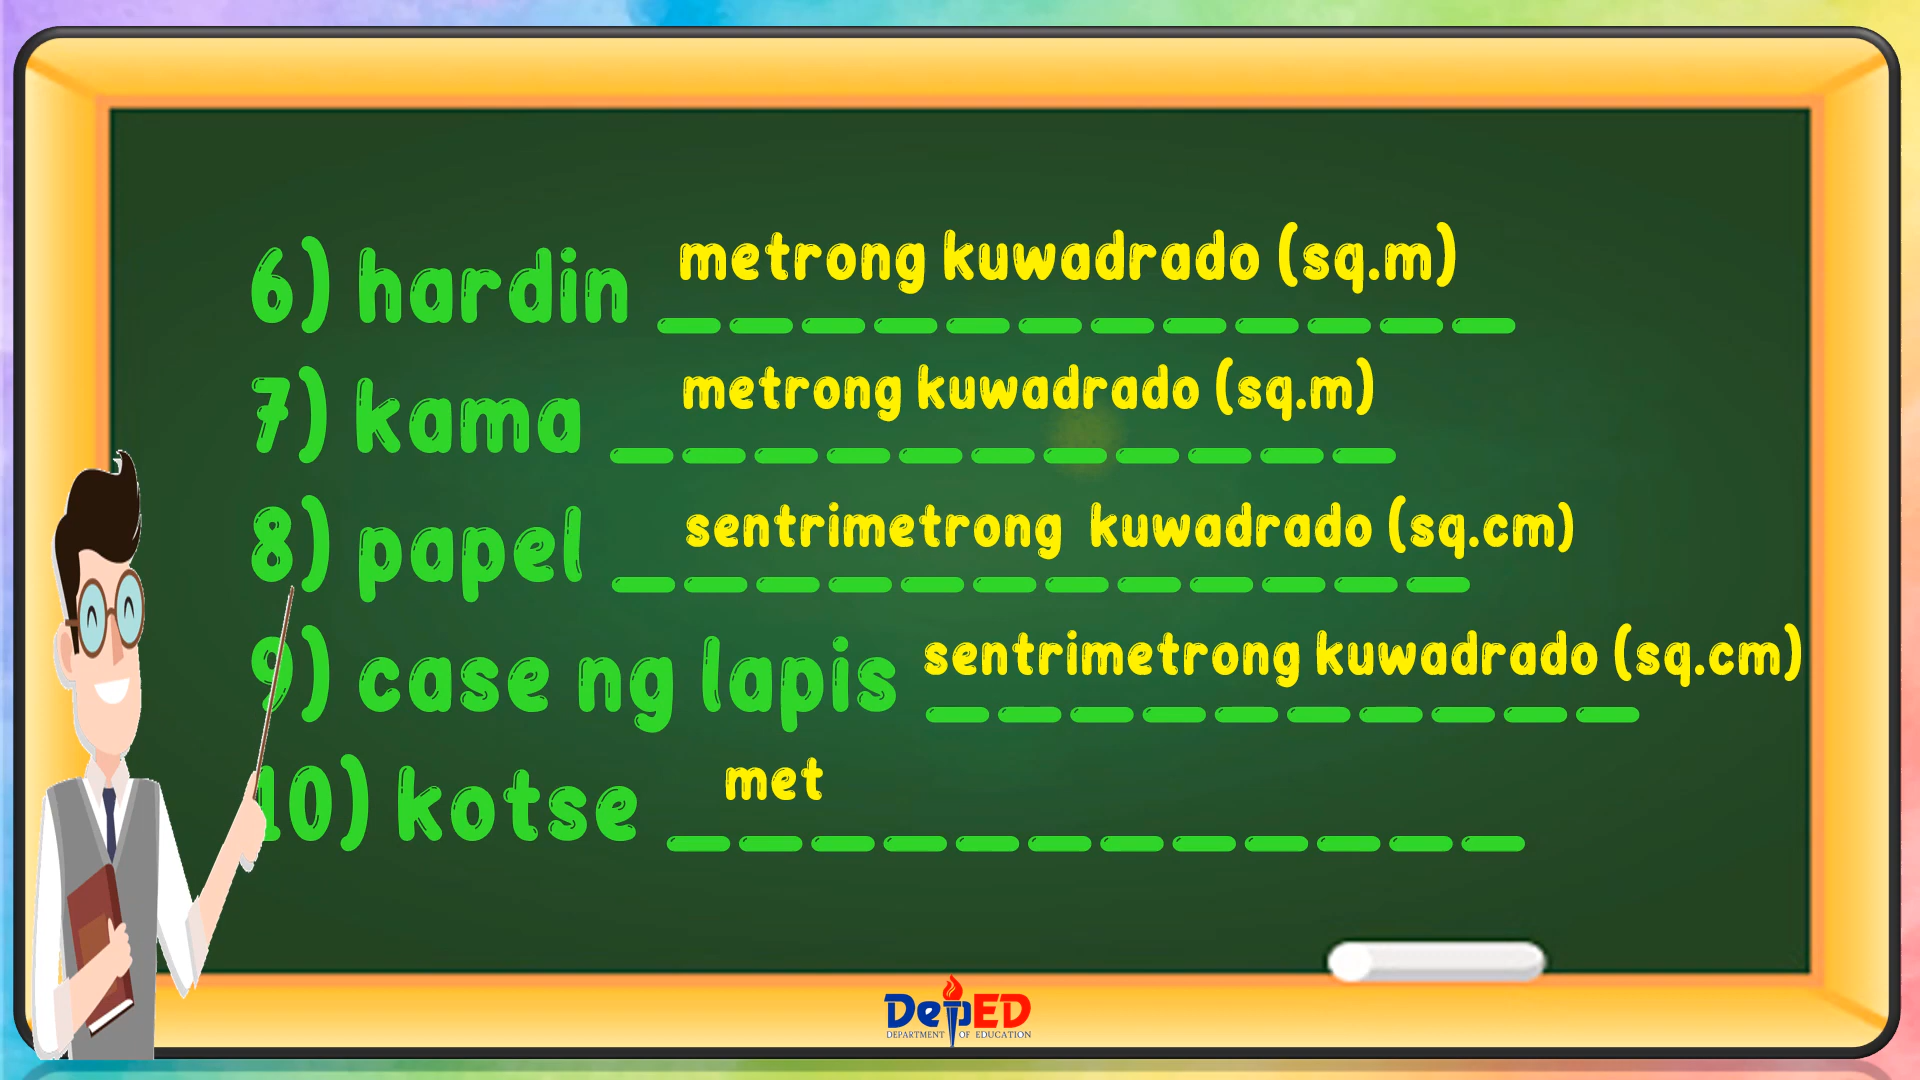 6) hardin metrong kuwadrado (sq.m)
7) kama metrong kuwadrado (sq.m)
8) papel sentrimetrong kuwadrado (sq.cm)
9) case ng lapis sentrimetrong kuwadrado (sq.cm)
10) kotse met
DepED
DEPARTMENT OF EDUCATION